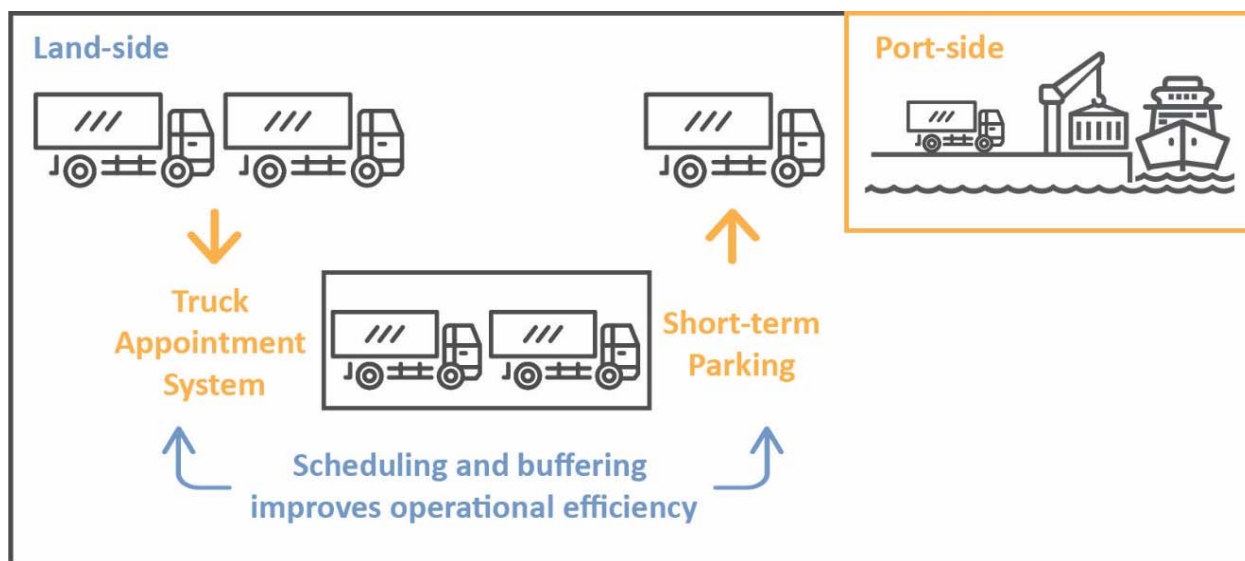 Land-side
Port-side
Truck
Appointment
System
Short-term
Parking
Scheduling and buffering
improves operational efficiency